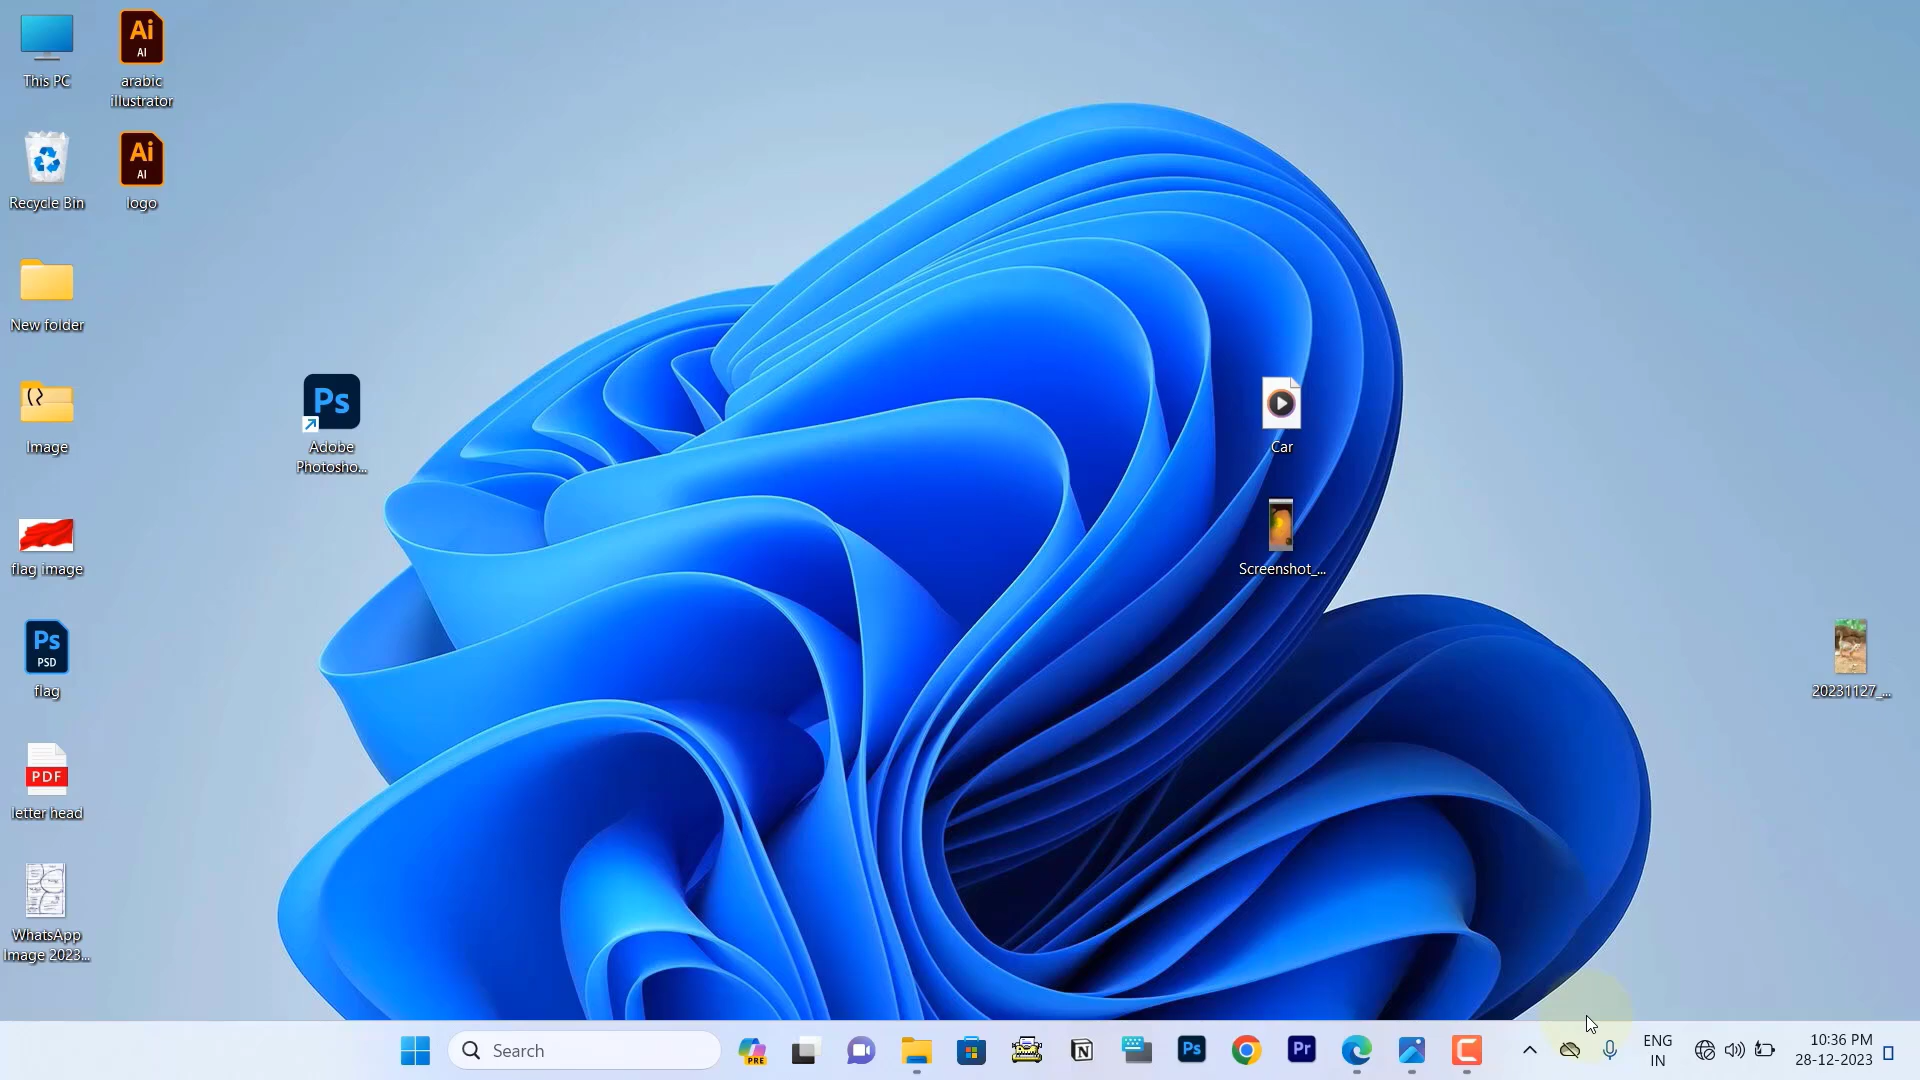 This PC
Ai
AI
arabic
illustrator
Recycle Bin
Ai
AI
logo
New folder
Image
Ps
Adobe
Photosho...
Car
flag image
Screenshot_...
Ps
PSD
flag
20231127_...
PDF
letter head
WhatsApp
Image 2023...
Search
PRE
N
Ps
Pr
C
ENG
IN
10:36 PM
28-12-2023